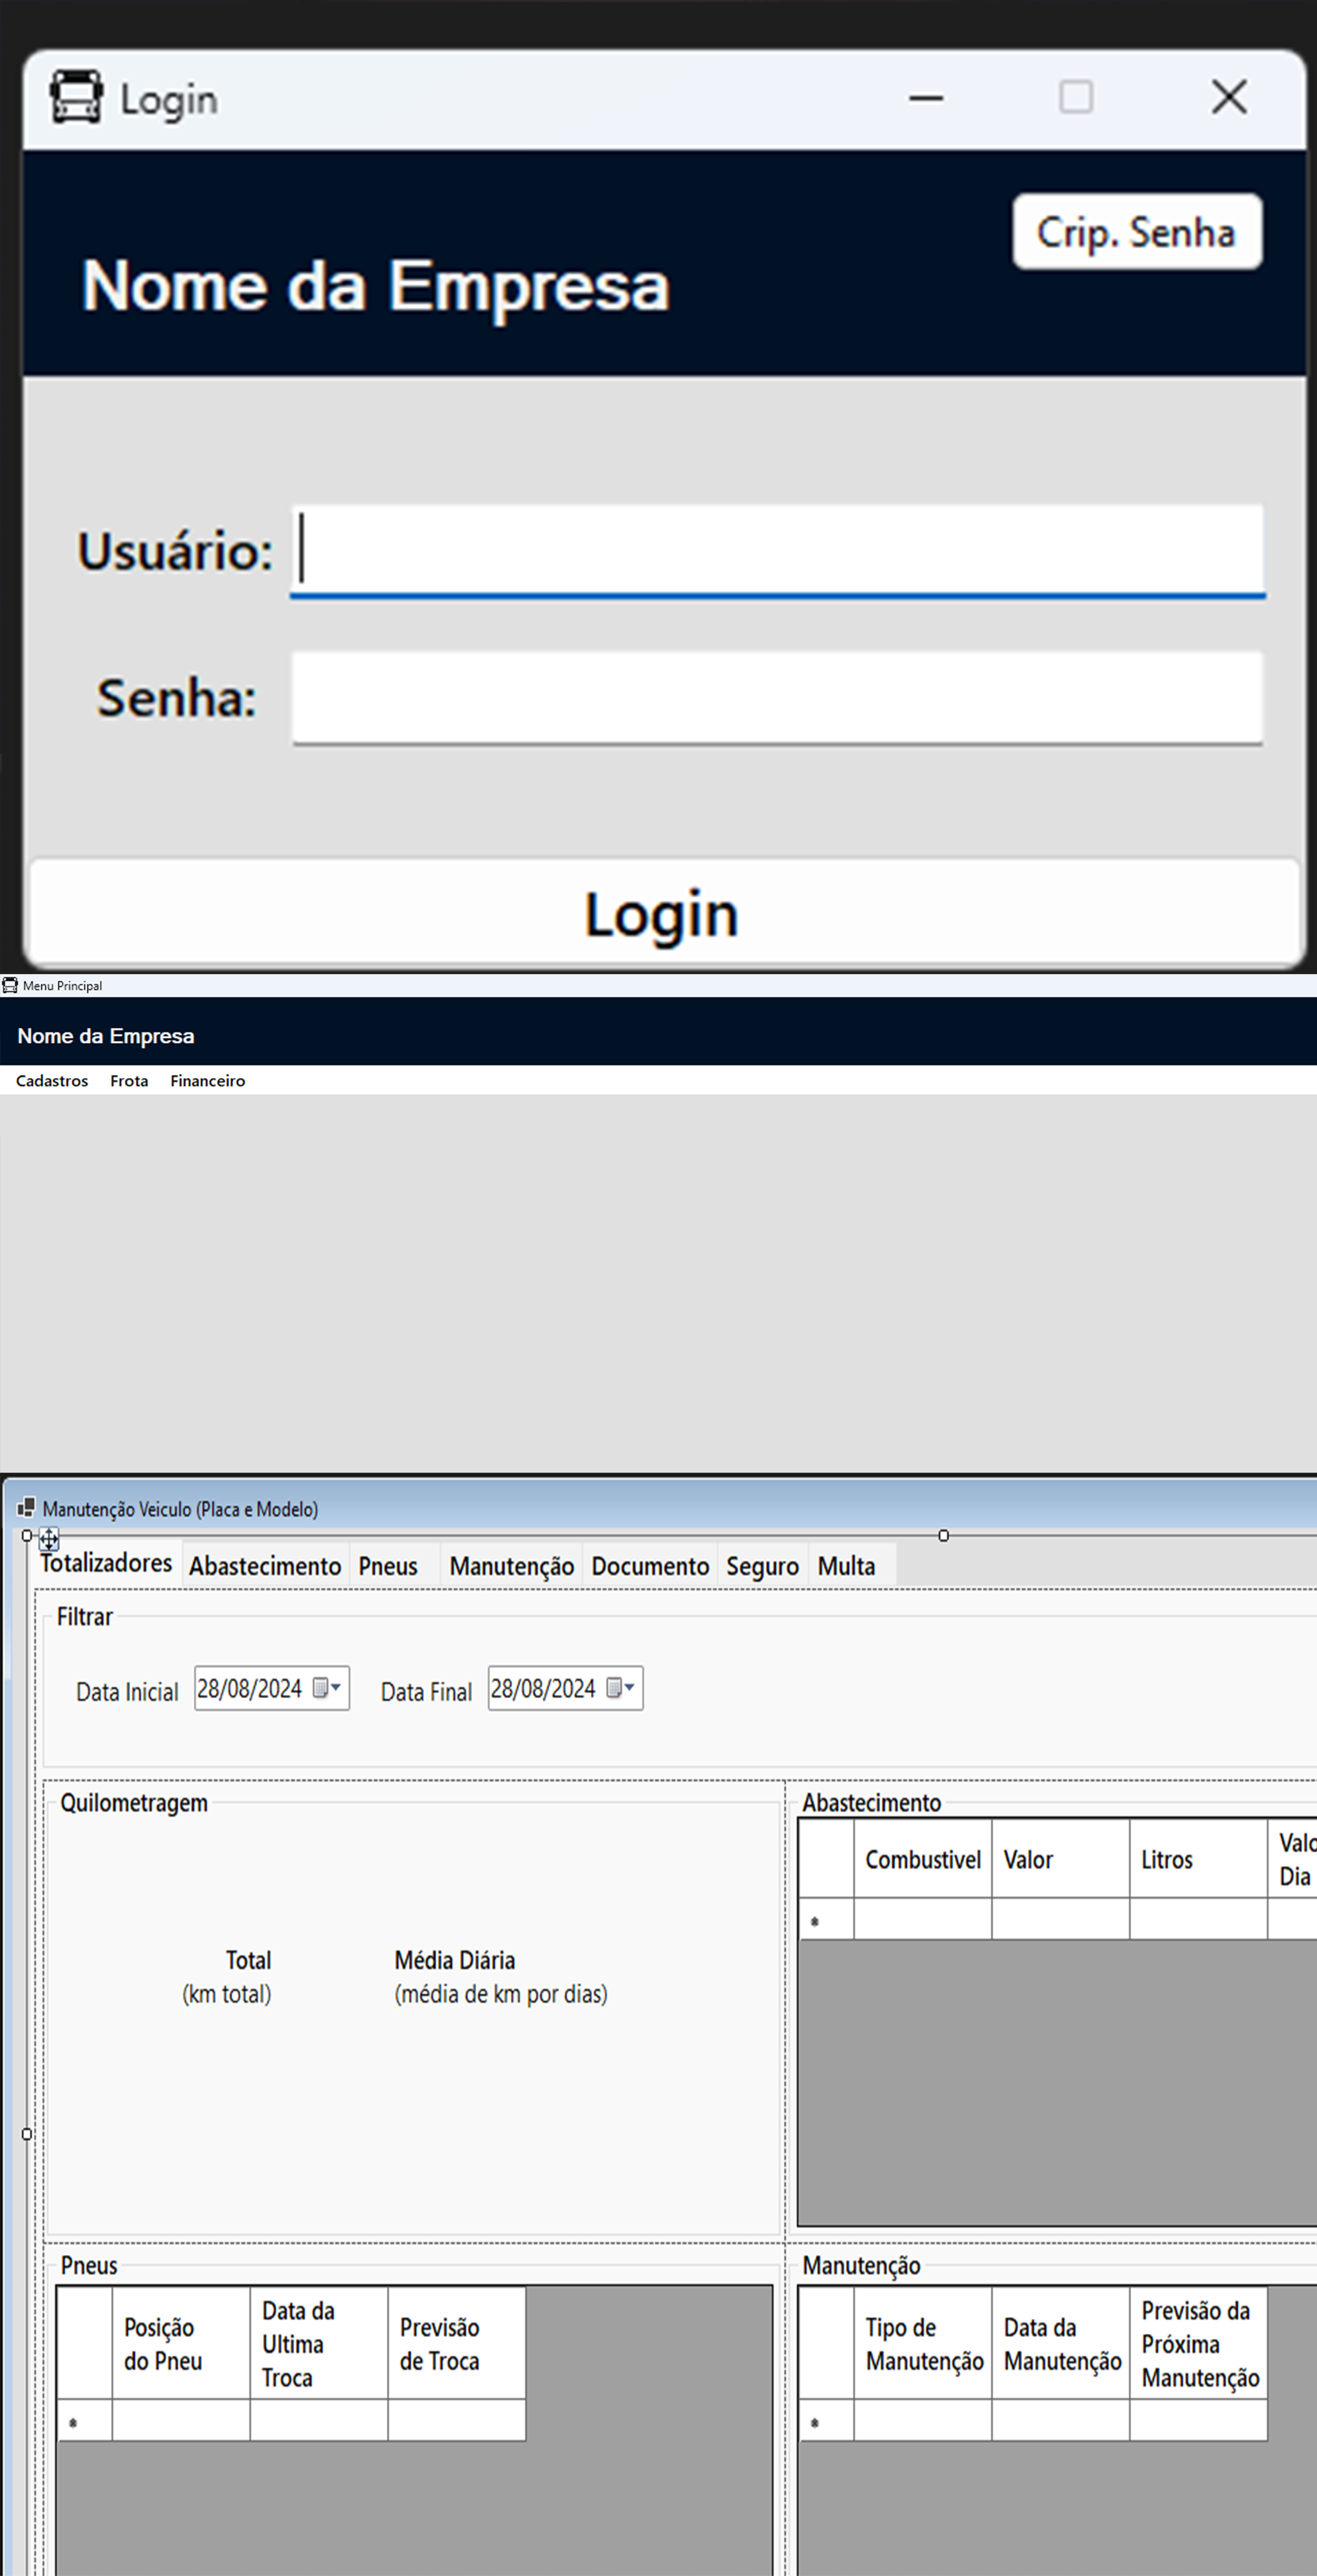 Login
Crip. Senha
Nome da Empresa
Usuário:
Senha:
Login
Menu Principal
Nome da Empresa
Cadastros Frota Financeiro
Manutenção Veiculo (Placa e Modelo)
Totalizadores Abastecimento Pneus Manutenção Documento Seguro Multa
Filtrar
Data Inicial 28/08/2024 Data Final 28/08/2024
Quilometragem
Total Média Diária
(km total) (média de km por dias)
Abastecimento
Combustivel Valor Litros
Dia
Pneus
Posição
do Pneu
Data da
Ultima
Troca
Previsão
de Troca
Manutenção
Tipo de
Manutenção
Data da
Manutenção
Previsão da
Próxima
Manutenção